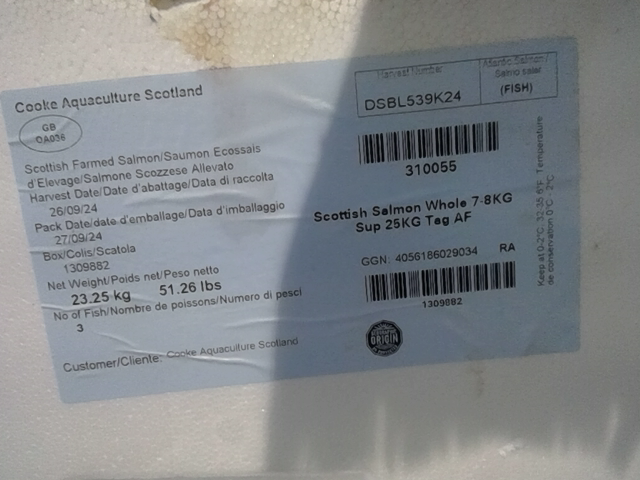 Cooke Aquaculture Scotland
GB
OA036
Scottish Farmed Salmon/Saumon Ecossais
d'Elevage/Salmone Scozzese Allevato
Harvest Date/Date d'abattage/Data di raccolta
26/09/24
Pack Date/date d'emballage/Data d'imballaggio
27/09/24
Box/Colis/Scatola
1309882
Net Weight/Poids net/Peso netto
23.25 kg 51.26 lbs
No of Fish/Nombre de poissons/Numero di pesci
3
Customer/Cliente: Cooke Aquaculture Scotland
Harvest Number
DSBL539K24
Atlantic Salmon/
Salmo salar
(FISH)
310055
Scottish Salmon Whole 7-8KG
Sup 25KG Tag AF
GGN: 4056186029034 RA
1309882
ORIGIN
Keep at 0-2°C, 32-35.6°F. Temperature
de conservation 0°C - 2°C